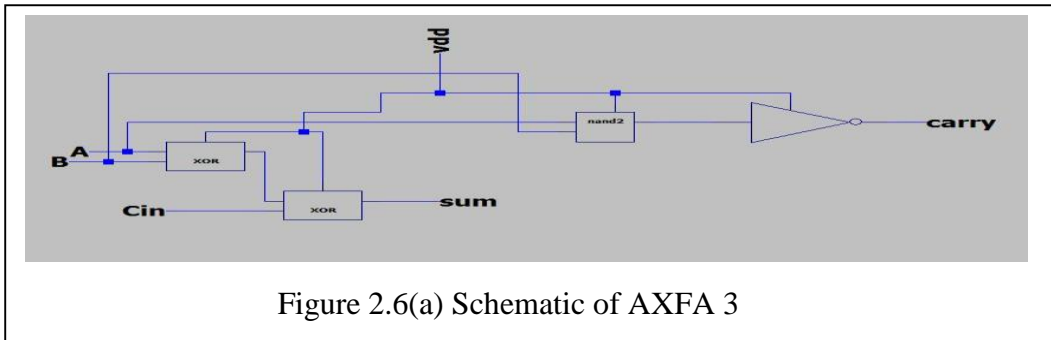 vdd
nand2
carry
A
B
XOR
XOR
Cin
sum
Figure 2.6(a) Schematic of AXFA 3